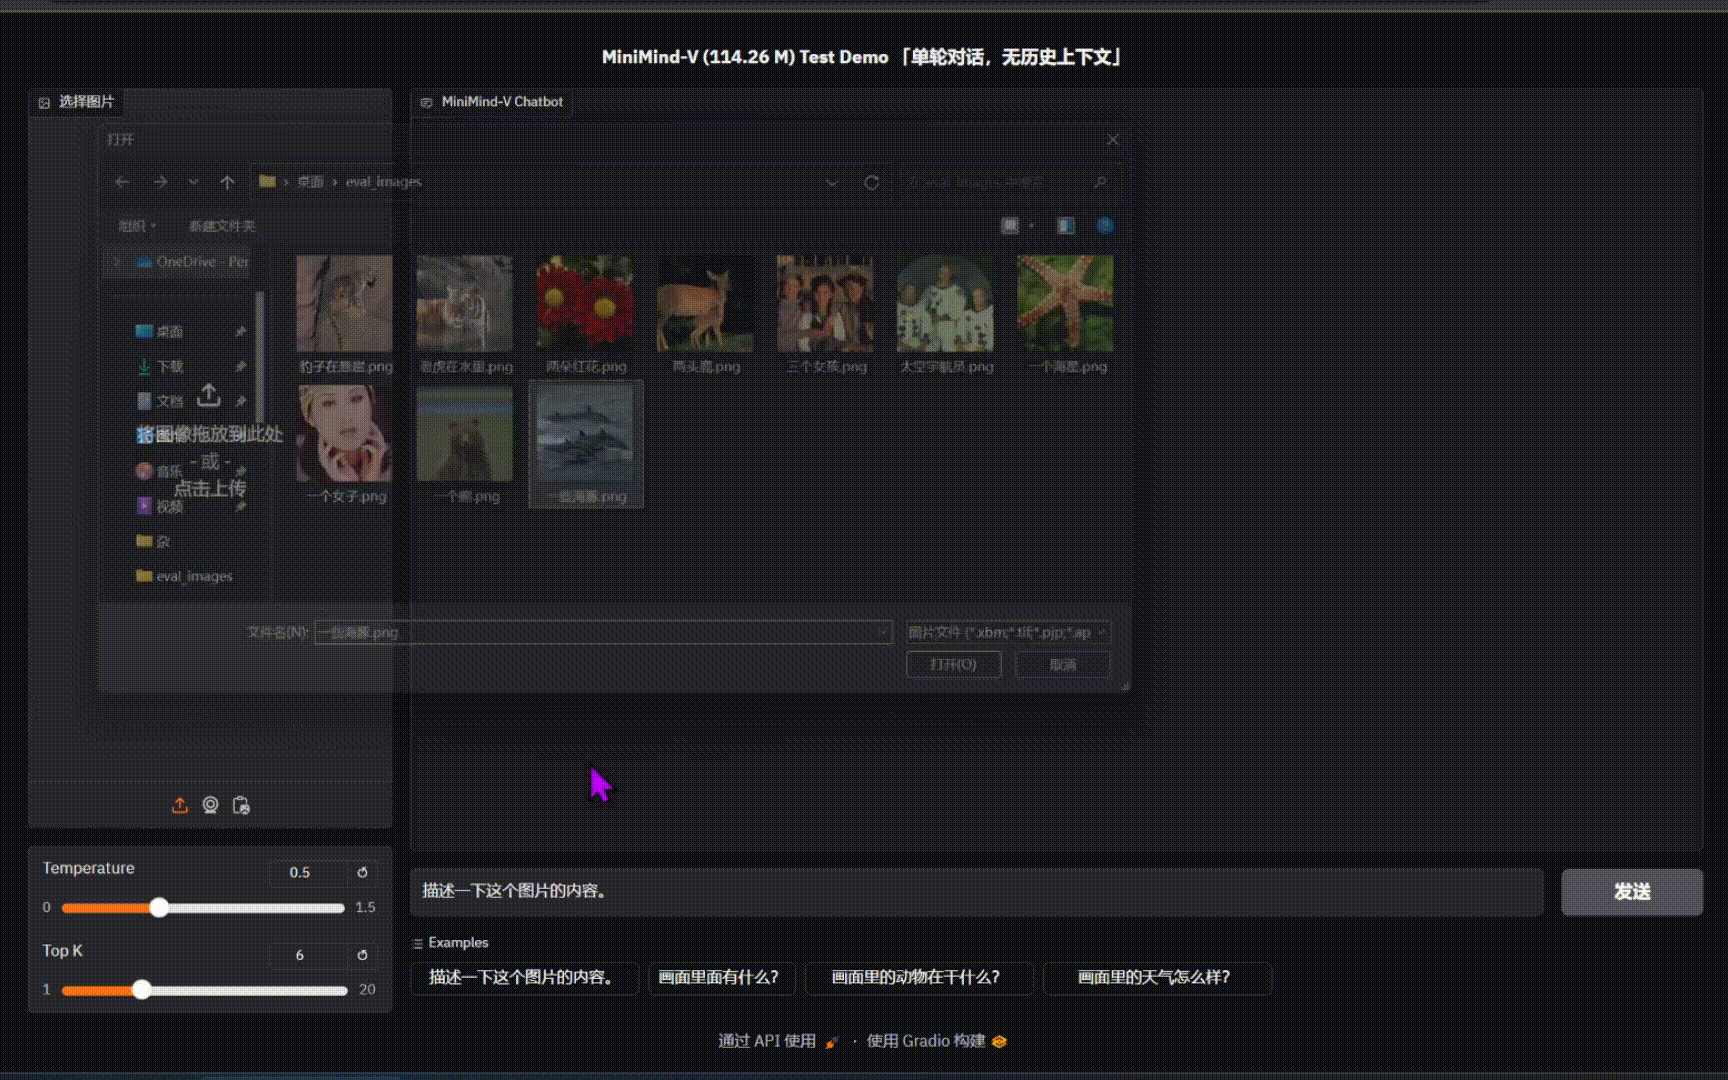 MiniMind-V (114.26 M) Test Demo 「单轮对话，无历史上下文」
选择图片
MiniMind-V Chatbot
打开
桌面 › eval_images
在 eval_images 中搜索
组织
新建文件夹
OneDrive - Per
桌面
下载
文档
图像
音乐
视频
杂
eval_images
将图像拖放到此处
- 或 -
点击上传
豹子在悬崖.png
老虎在水里.png
两朵红花.png
两头鹿.png
三个女孩.png
太空宇航员.png
一个海星.png
一个女子.png
一个熊.png
一些海豚.png
文件名(N): 一些海豚.png
图片文件 (*.xbm;*.tif;*.pjp;*.ap
打开(O)
取消
Temperature
0.5
0
1.5
Top K
6
1
20
描述一下这个图片的内容。
发送
Examples
描述一下这个图片的内容。
画面里面有什么?
画面里的动物在干什么?
画面里的天气怎么样?
通过 API 使用 · 使用 Gradio 构建